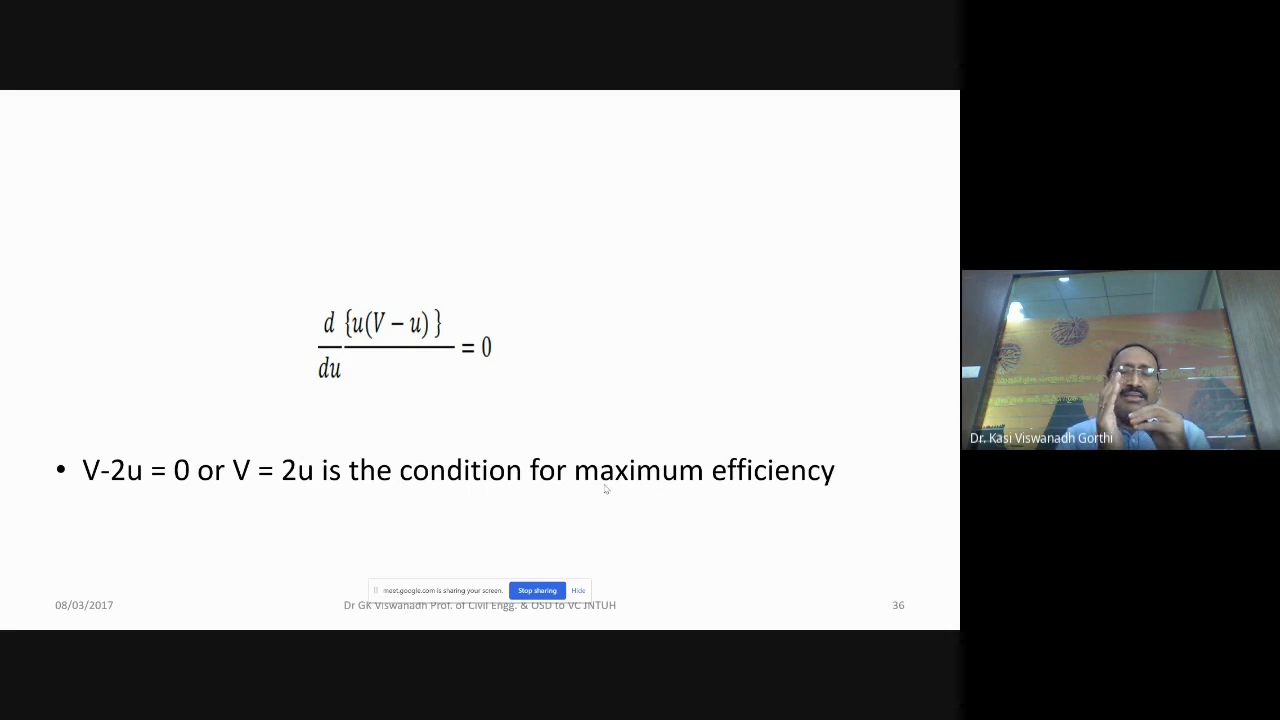 d {u(V – u) }
du
= 0
• V-2u = 0 or V = 2u is the condition for maximum efficiency
meet.google.com is sharing your screen. Stop sharing Hide
08/03/2017 Dr GK Viswanadh Prof. of Civil Engg. & OSD to VC JNTUH 36
Dr. Kasi Viswanadh Gorthi